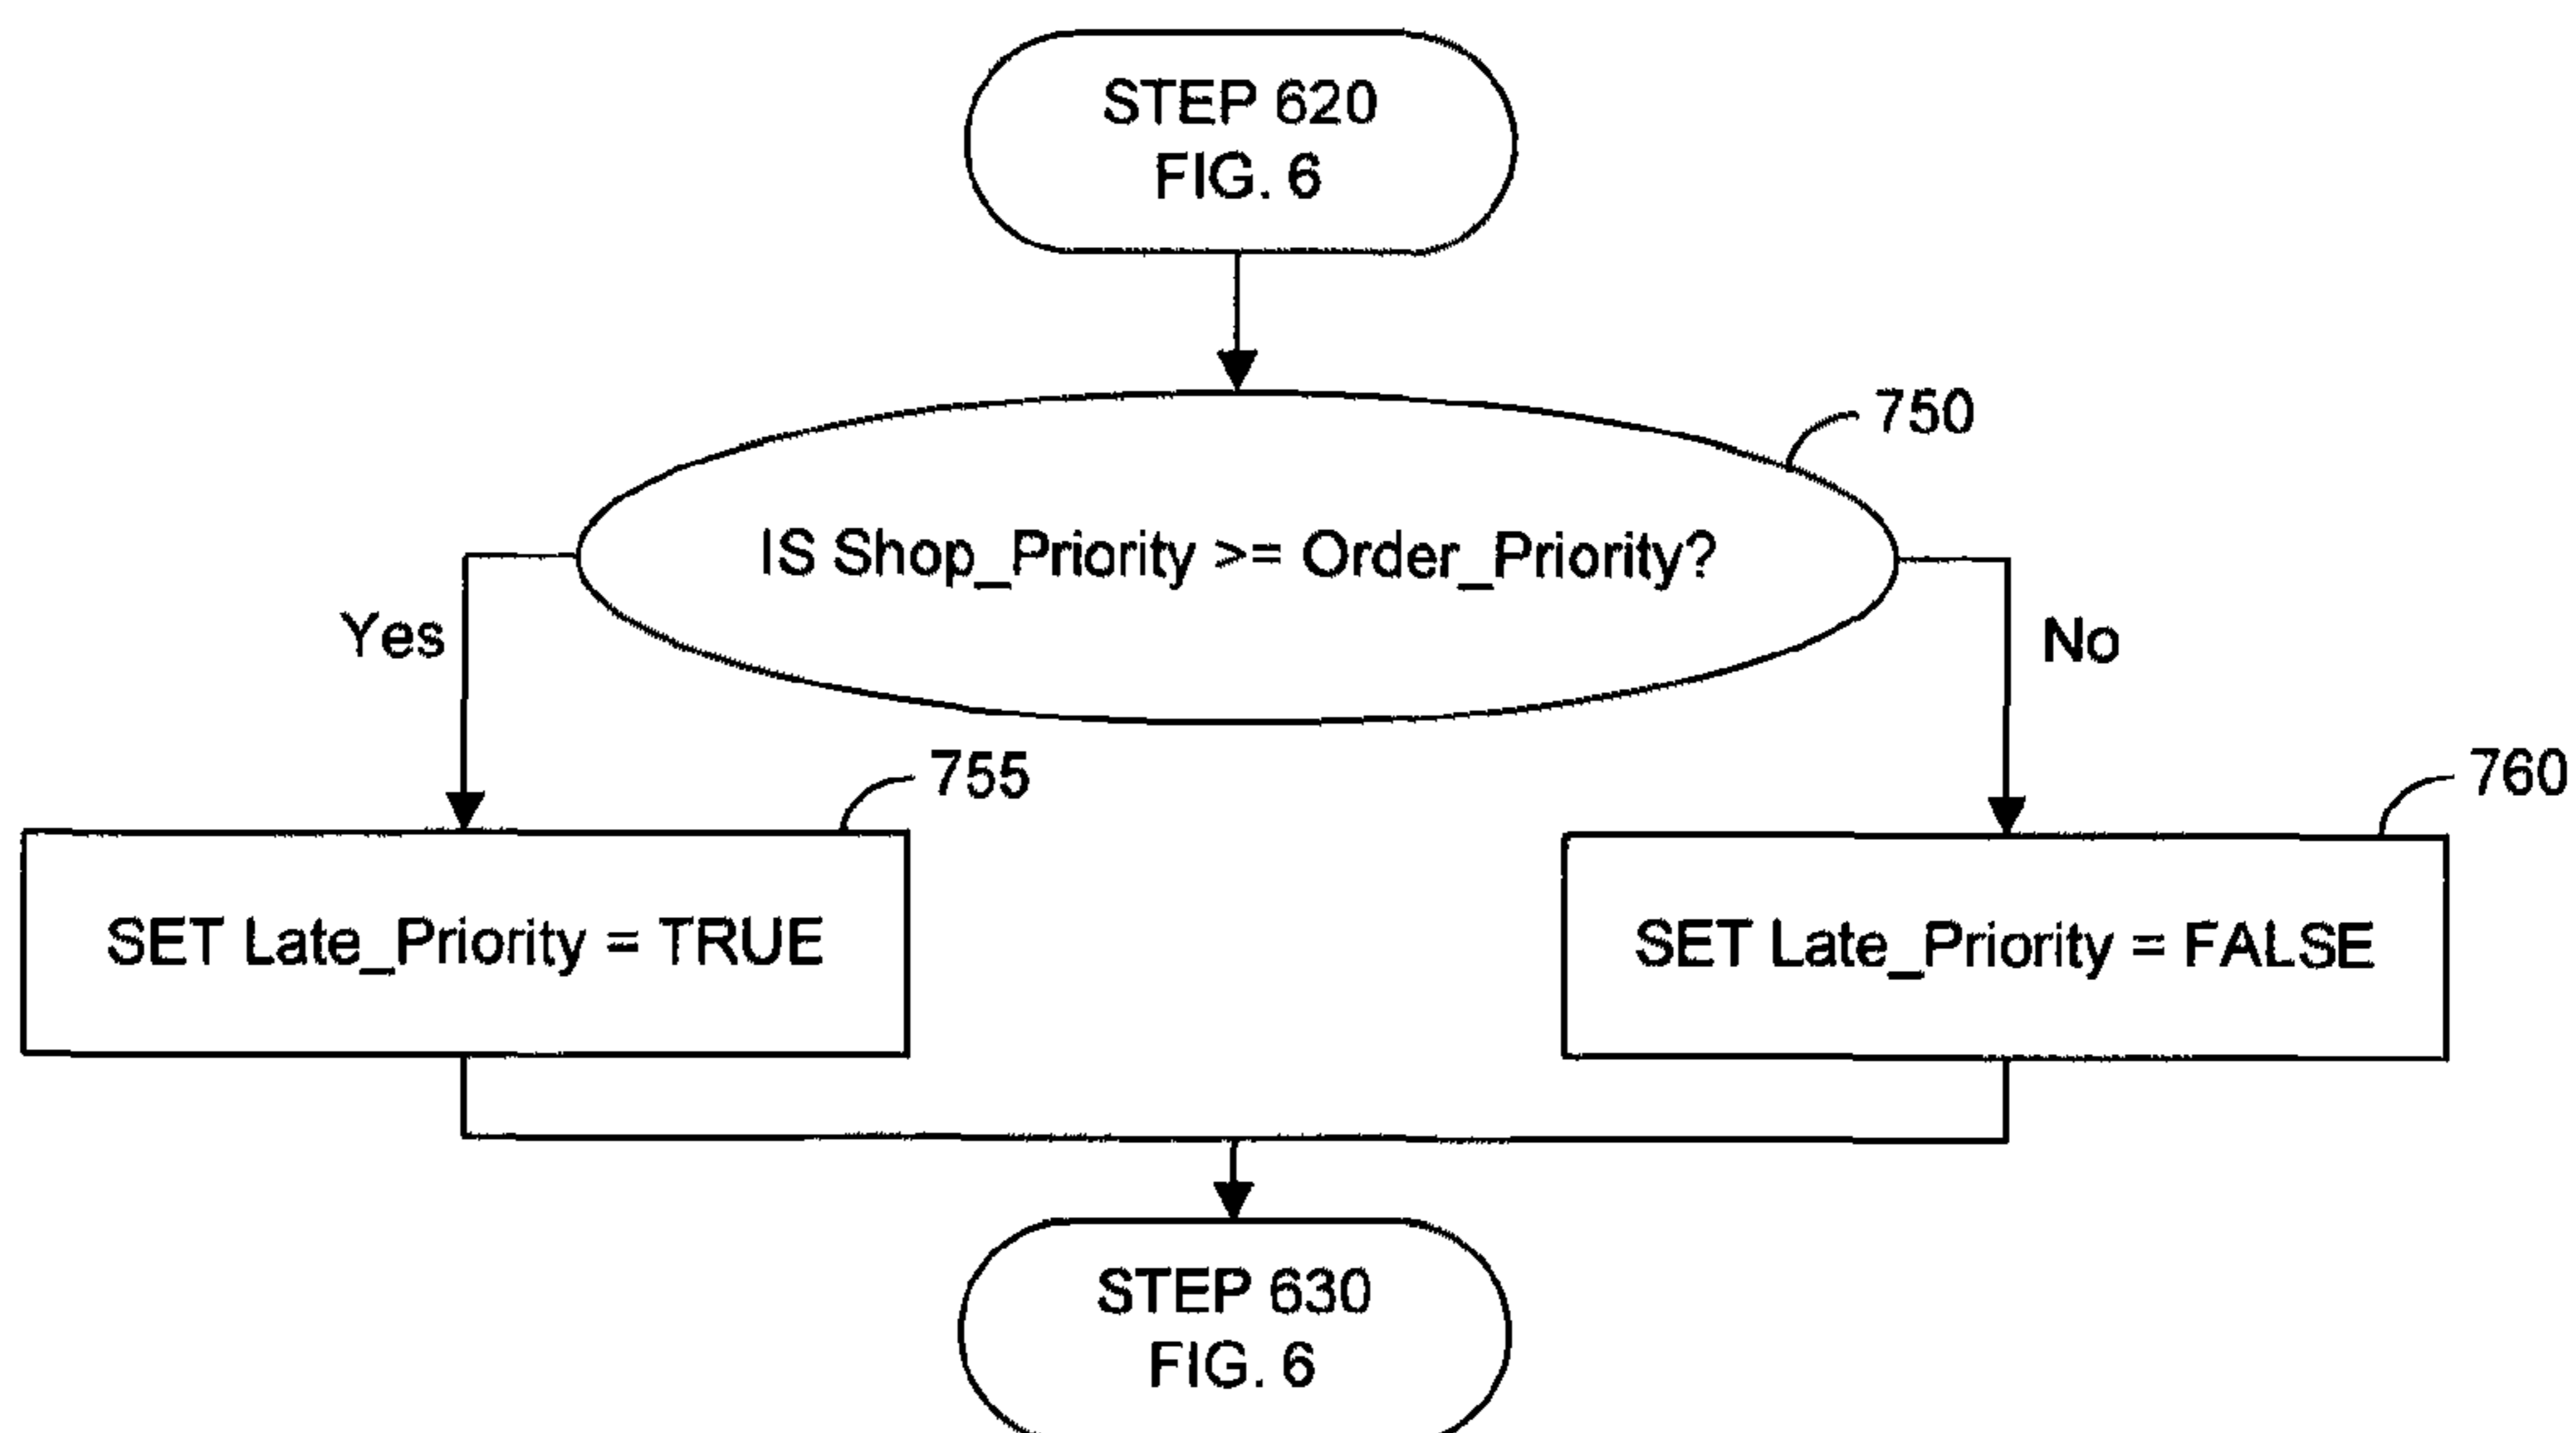 STEP 620
FIG. 6
750
IS Shop_Priority >= Order_Priority?
Yes
No
755
760
SET Late_Priority = TRUE
SET Late_Priority = FALSE
STEP 630
FIG. 6